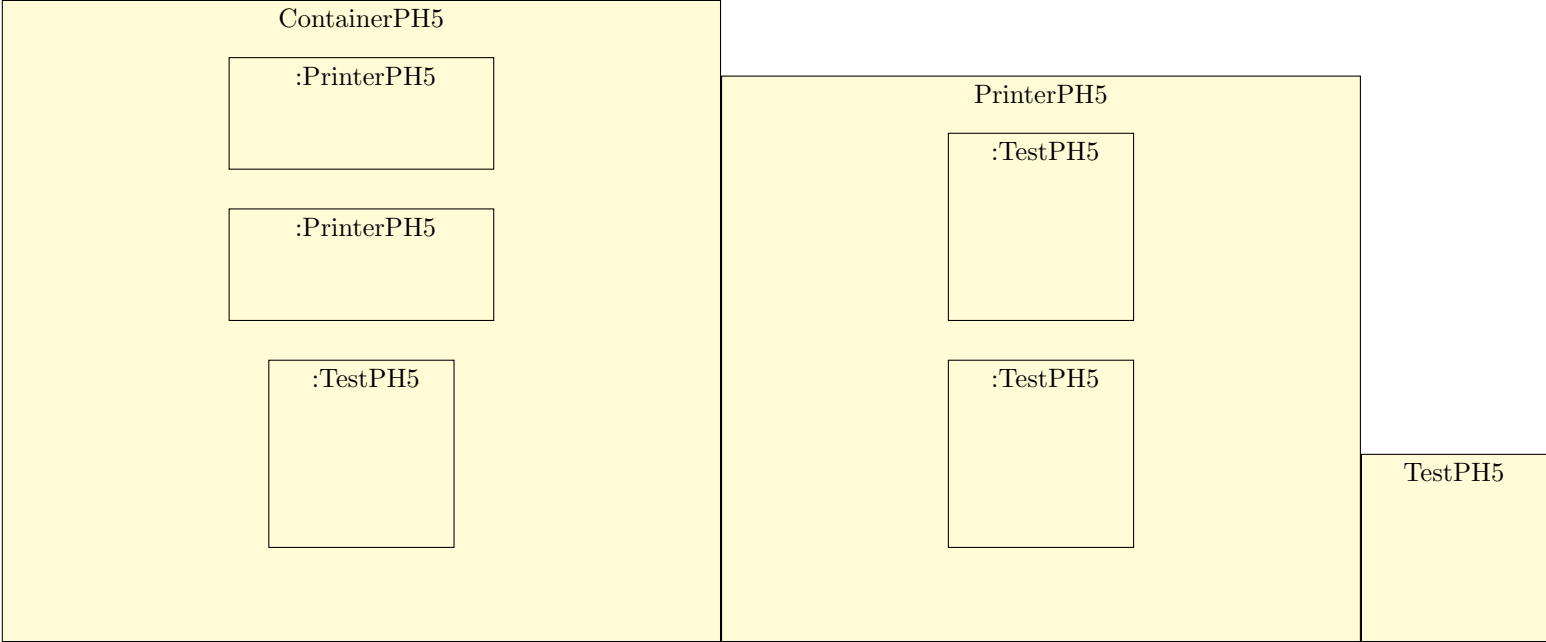 ContainerPH5
:PrinterPH5
:PrinterPH5
:TestPH5
PrinterPH5
:TestPH5
:TestPH5
TestPH5